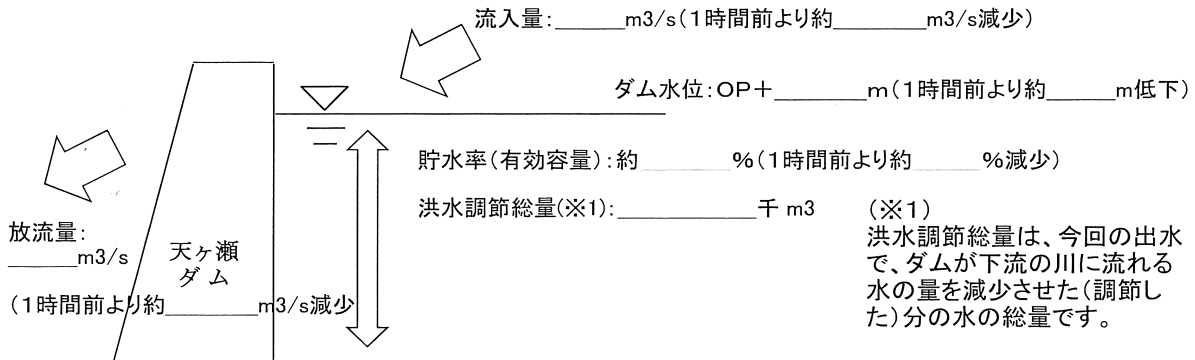 流入量:______m3/s(1時間前より約________m3/s減少)
ダム水位:OP+________m(1時間前より約______m低下)
貯水率(有効容量):約________%(1時間前より約______%減少)
洪水調節総量(※1):____________千 m3
(※1)
洪水調節総量は、今回の出水
で、ダムが下流の川に流れる
水の量を減少させた(調節し
た)分の水の総量です。
放流量:
______m3/s
(1時間前より約________m3/s減少
天ヶ瀬
ダム